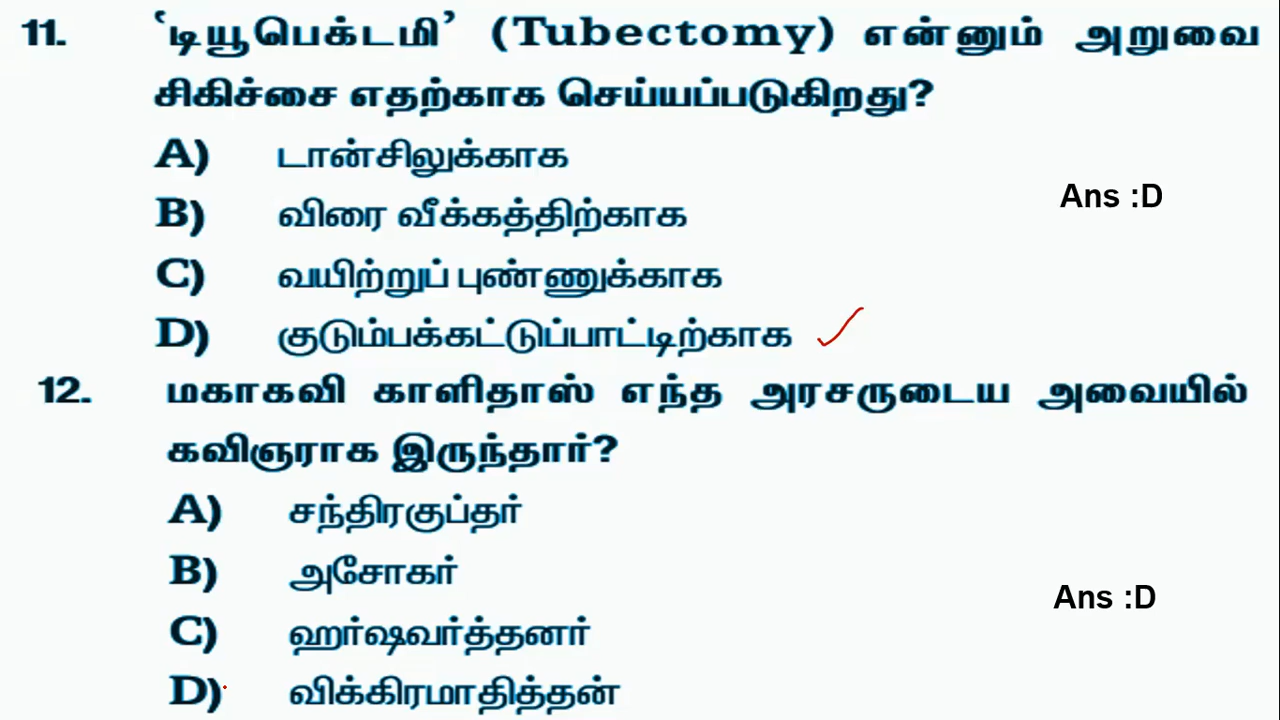 11. ‘டியூபெக்டமி’ (Tubectomy) என்னும் அறுவை
சிகிச்சை எதற்காக செய்யப்படுகிறது?
A) டான்சிலுக்காக
B) விரை வீக்கத்திற்காக
Ans :D
C) வயிற்றுப் புண்ணுக்காக
D) குடும்பக்கட்டுப்பாட்டிற்காக
12. மகாகவி காளிதாஸ் எந்த அரசருடைய அவையில்
கவிஞராக இருந்தார்?
A) சந்திரகுப்தர்
B) அசோகர்
Ans :D
C) ஹர்ஷவர்த்தனர்
D) விக்கிரமாதித்தன்